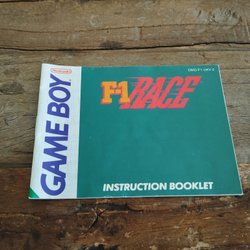 Nintendo
GAME BOY
F-1 RACE
INSTRUCTION BOOKLET